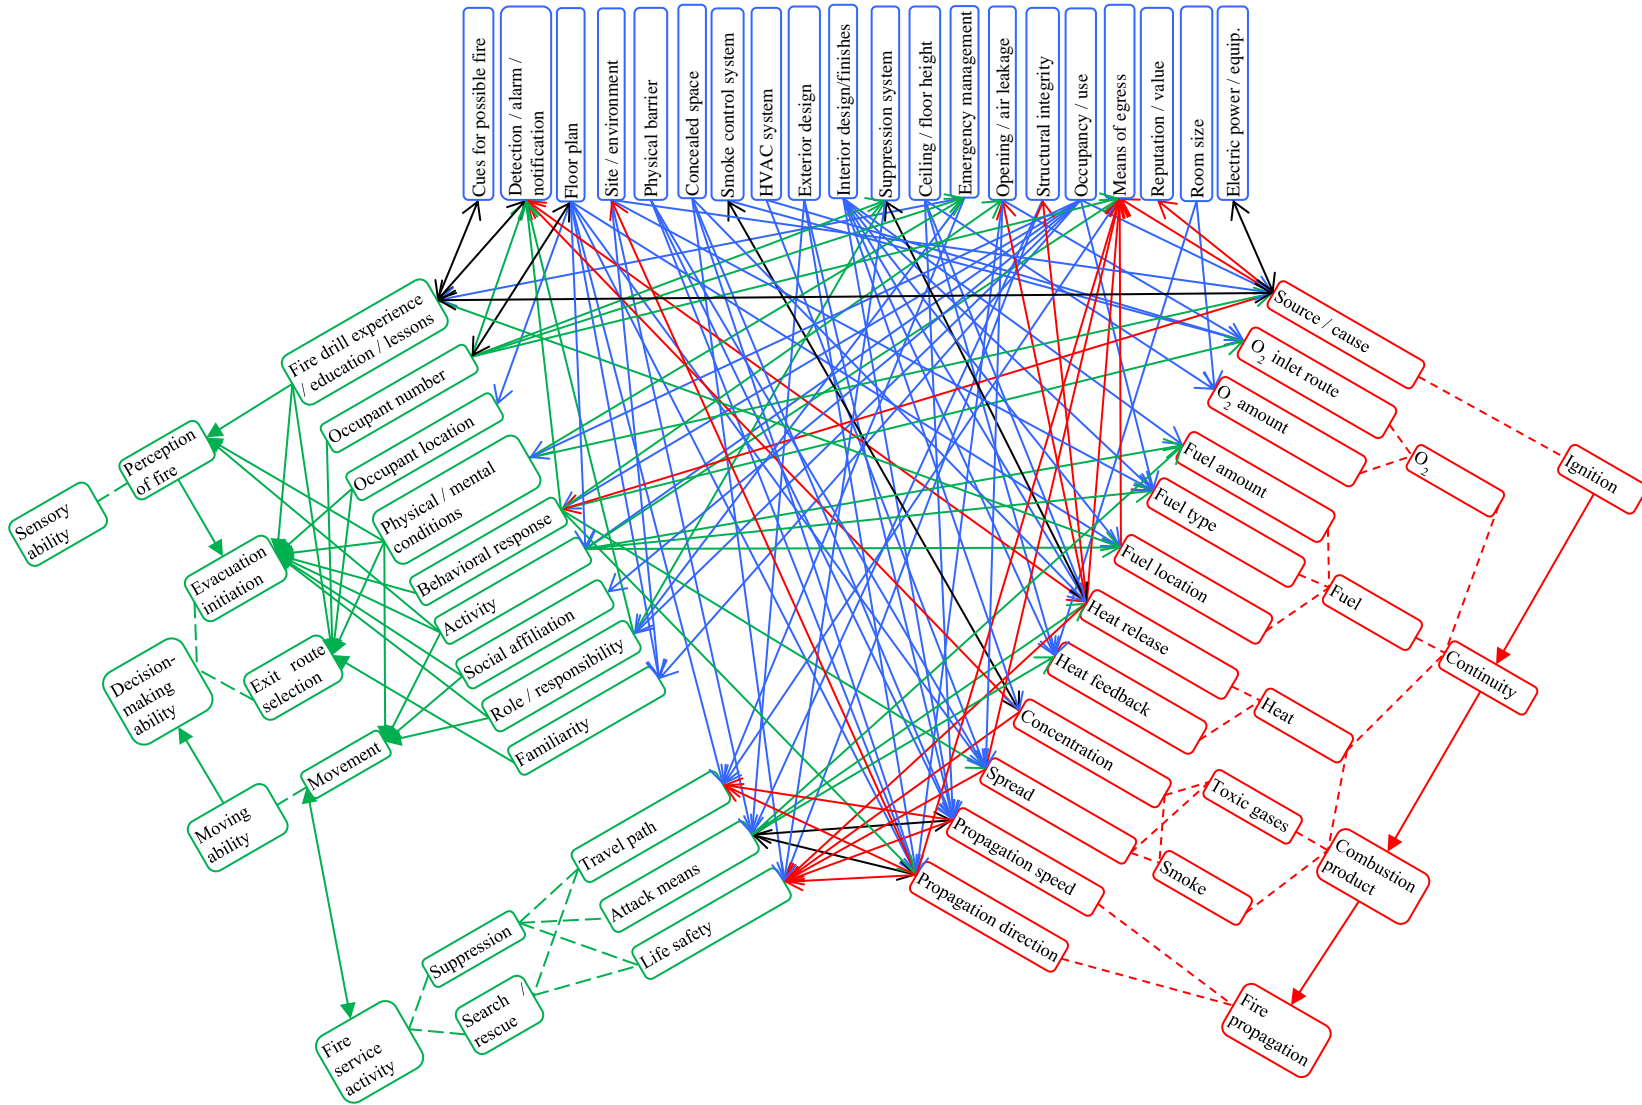 Cues for possible fire
Detection / alarm /
notification
Floor plan
Site / environment
Physical barrier
Concealed space
Smoke control system
HVAC system
Exterior design
Interior design/finishes
Suppression system
Ceiling / floor height
Emergency management
Opening / air leakage
Structural integrity
Occupancy / use
Means of egress
Reputation / value
Room size
Electric power / equip.
Fire drill experience
/ education / lessons
Occupant number
Occupant location
Physical / mental
conditions
Behavioral response
Activity
Social affiliation
Role / responsibility
Familiarity
Perception
of fire
Sensory
ability
Evacuation
initiation
Exit route
selection
Decision-
making
ability
Movement
Moving
ability
Travel path
Attack means
Life safety
Suppression
Search /
rescue
Fire
service
activity
Source / cause
O2 inlet route
O2 amount
Fuel amount
Fuel type
Fuel location
Heat release
Heat feedback
Concentration
Spread
Propagation speed
Propagation direction
O2
Ignition
Fuel
Continuity
Heat
Toxic gases
Smoke
Combustion
product
Fire
propagation